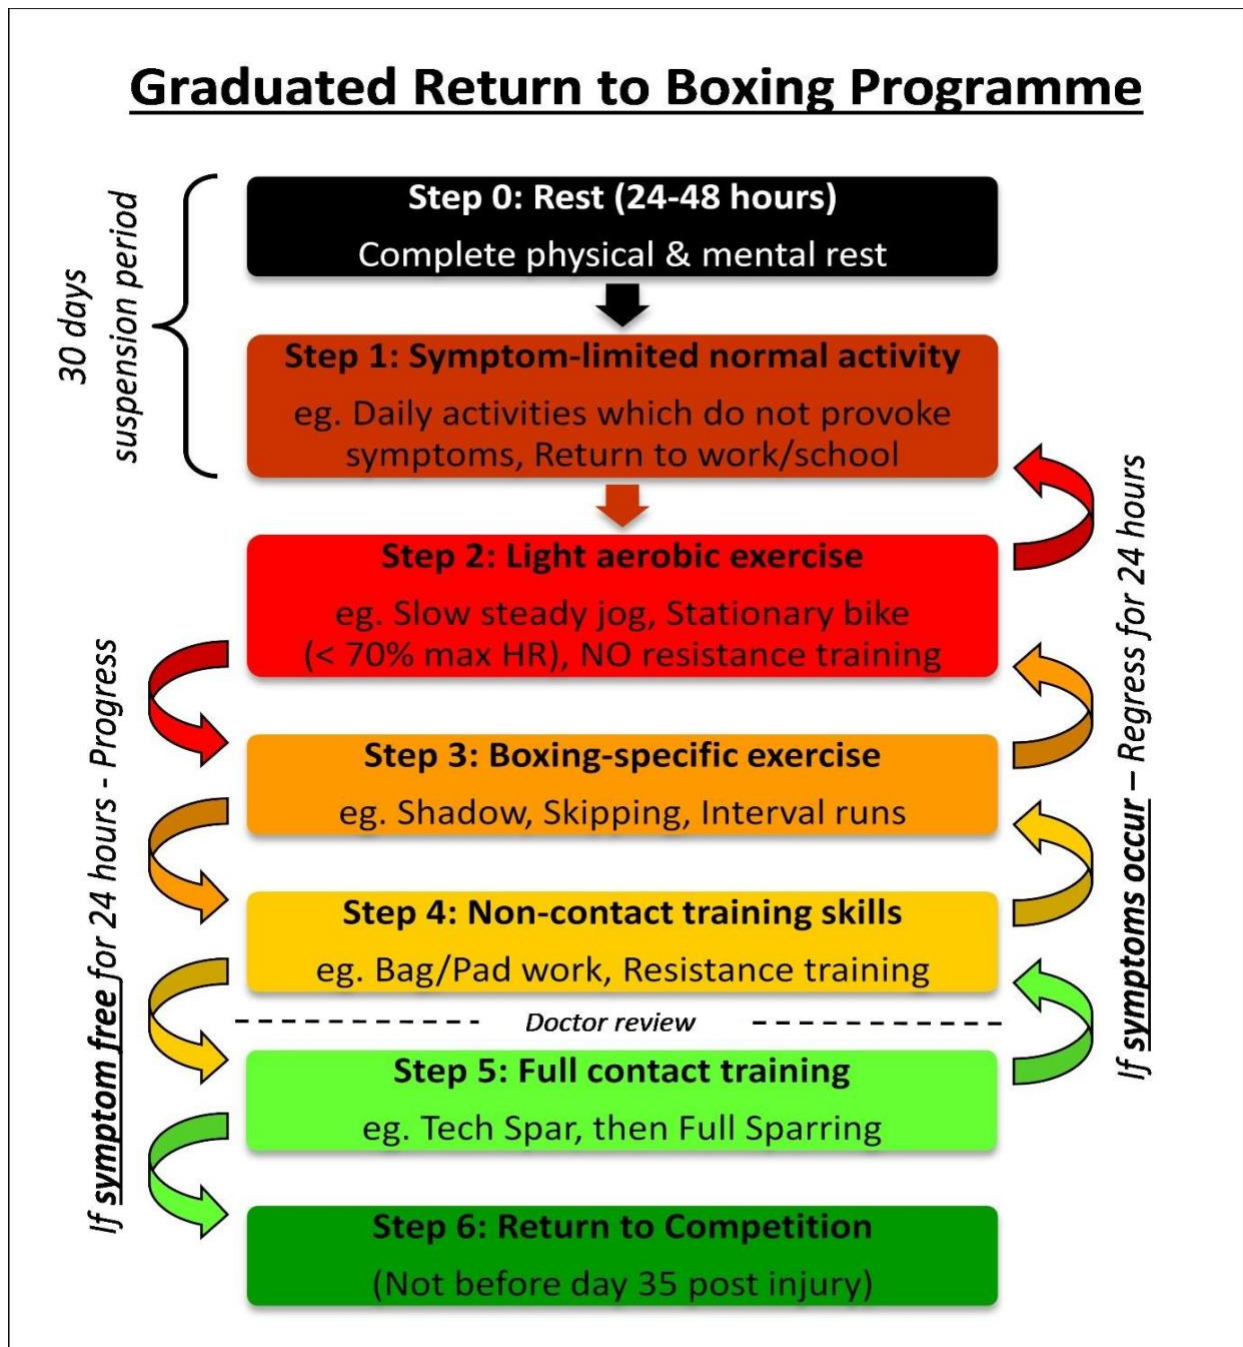 Graduated Return to Boxing Programme
30 days
suspension period
Step 0: Rest (24-48 hours)
Complete physical & mental rest
Step 1: Symptom-limited normal activity
eg. Daily activities which do not provoke
symptoms, Return to work/school
Step 2: Light aerobic exercise
eg. Slow steady jog, Stationary bike
(< 70% max HR), NO resistance training
Step 3: Boxing-specific exercise
eg. Shadow, Skipping, Interval runs
Step 4: Non-contact training skills
eg. Bag/Pad work, Resistance training
Doctor review
Step 5: Full contact training
eg. Tech Spar, then Full Sparring
Step 6: Return to Competition
(Not before day 35 post injury)
If symptom free for 24 hours - Progress
If symptoms occur – Regress for 24 hours